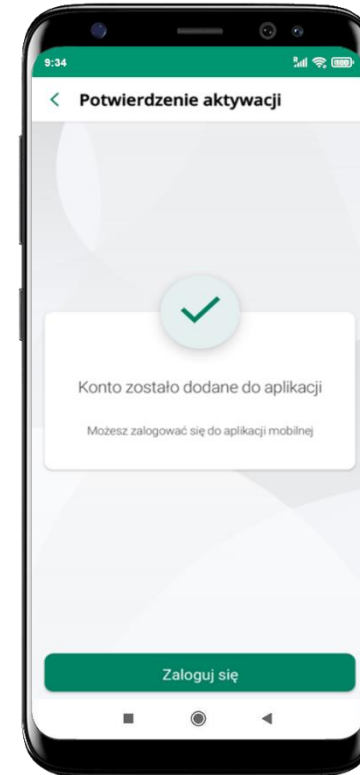 9:34
Potwierdzenie aktywacji
Konto zostało dodane do aplikacji
Możesz zalogować się do aplikacji mobilnej
Zaloguj się